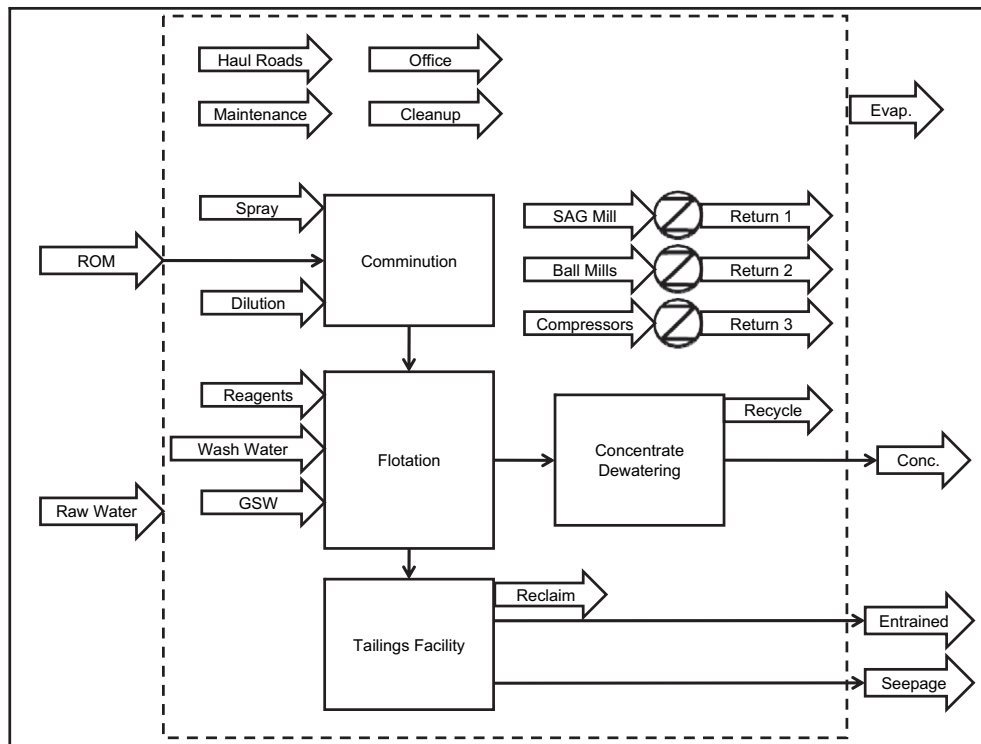 Haul Roads
Office
Maintenance
Cleanup
Evap.
Spray
SAG Mill
Return 1
ROM
Comminution
Ball Mills
Return 2
Dilution
Compressors
Return 3
Reagents
Recycle
Wash Water
Flotation
Concentrate
Dewatering
Conc.
GSW
Raw Water
Reclaim
Entrained
Tailings Facility
Seepage